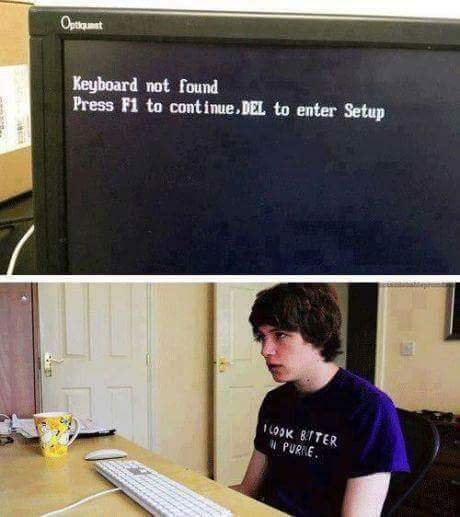 Optiquest
Keyboard not found
Press F1 to continue,DEL to enter Setup
I LOOK BETTER
IN PURPLE.